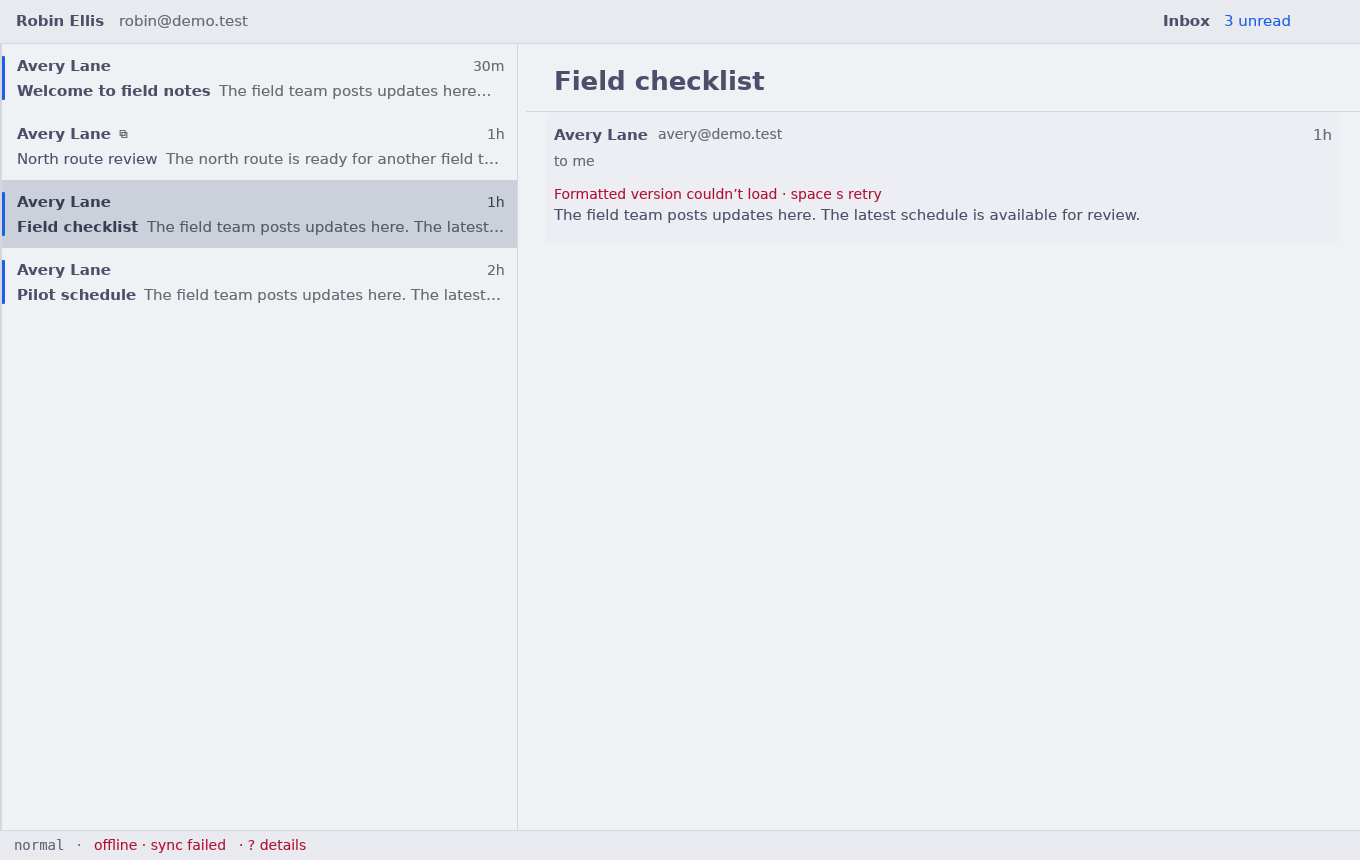 Robin Ellis robin@demo.test Inbox 3 unread
Avery Lane 30m
Welcome to field notes The field team posts updates here…
Avery Lane 1h
North route review The north route is ready for another field t…
Avery Lane 1h
Field checklist The field team posts updates here. The latest…
Avery Lane 2h
Pilot schedule The field team posts updates here. The latest…
Field checklist
Avery Lane avery@demo.test 1h
to me
Formatted version couldn’t load · space s retry
The field team posts updates here. The latest schedule is available for review.
normal · offline · sync failed · ? details